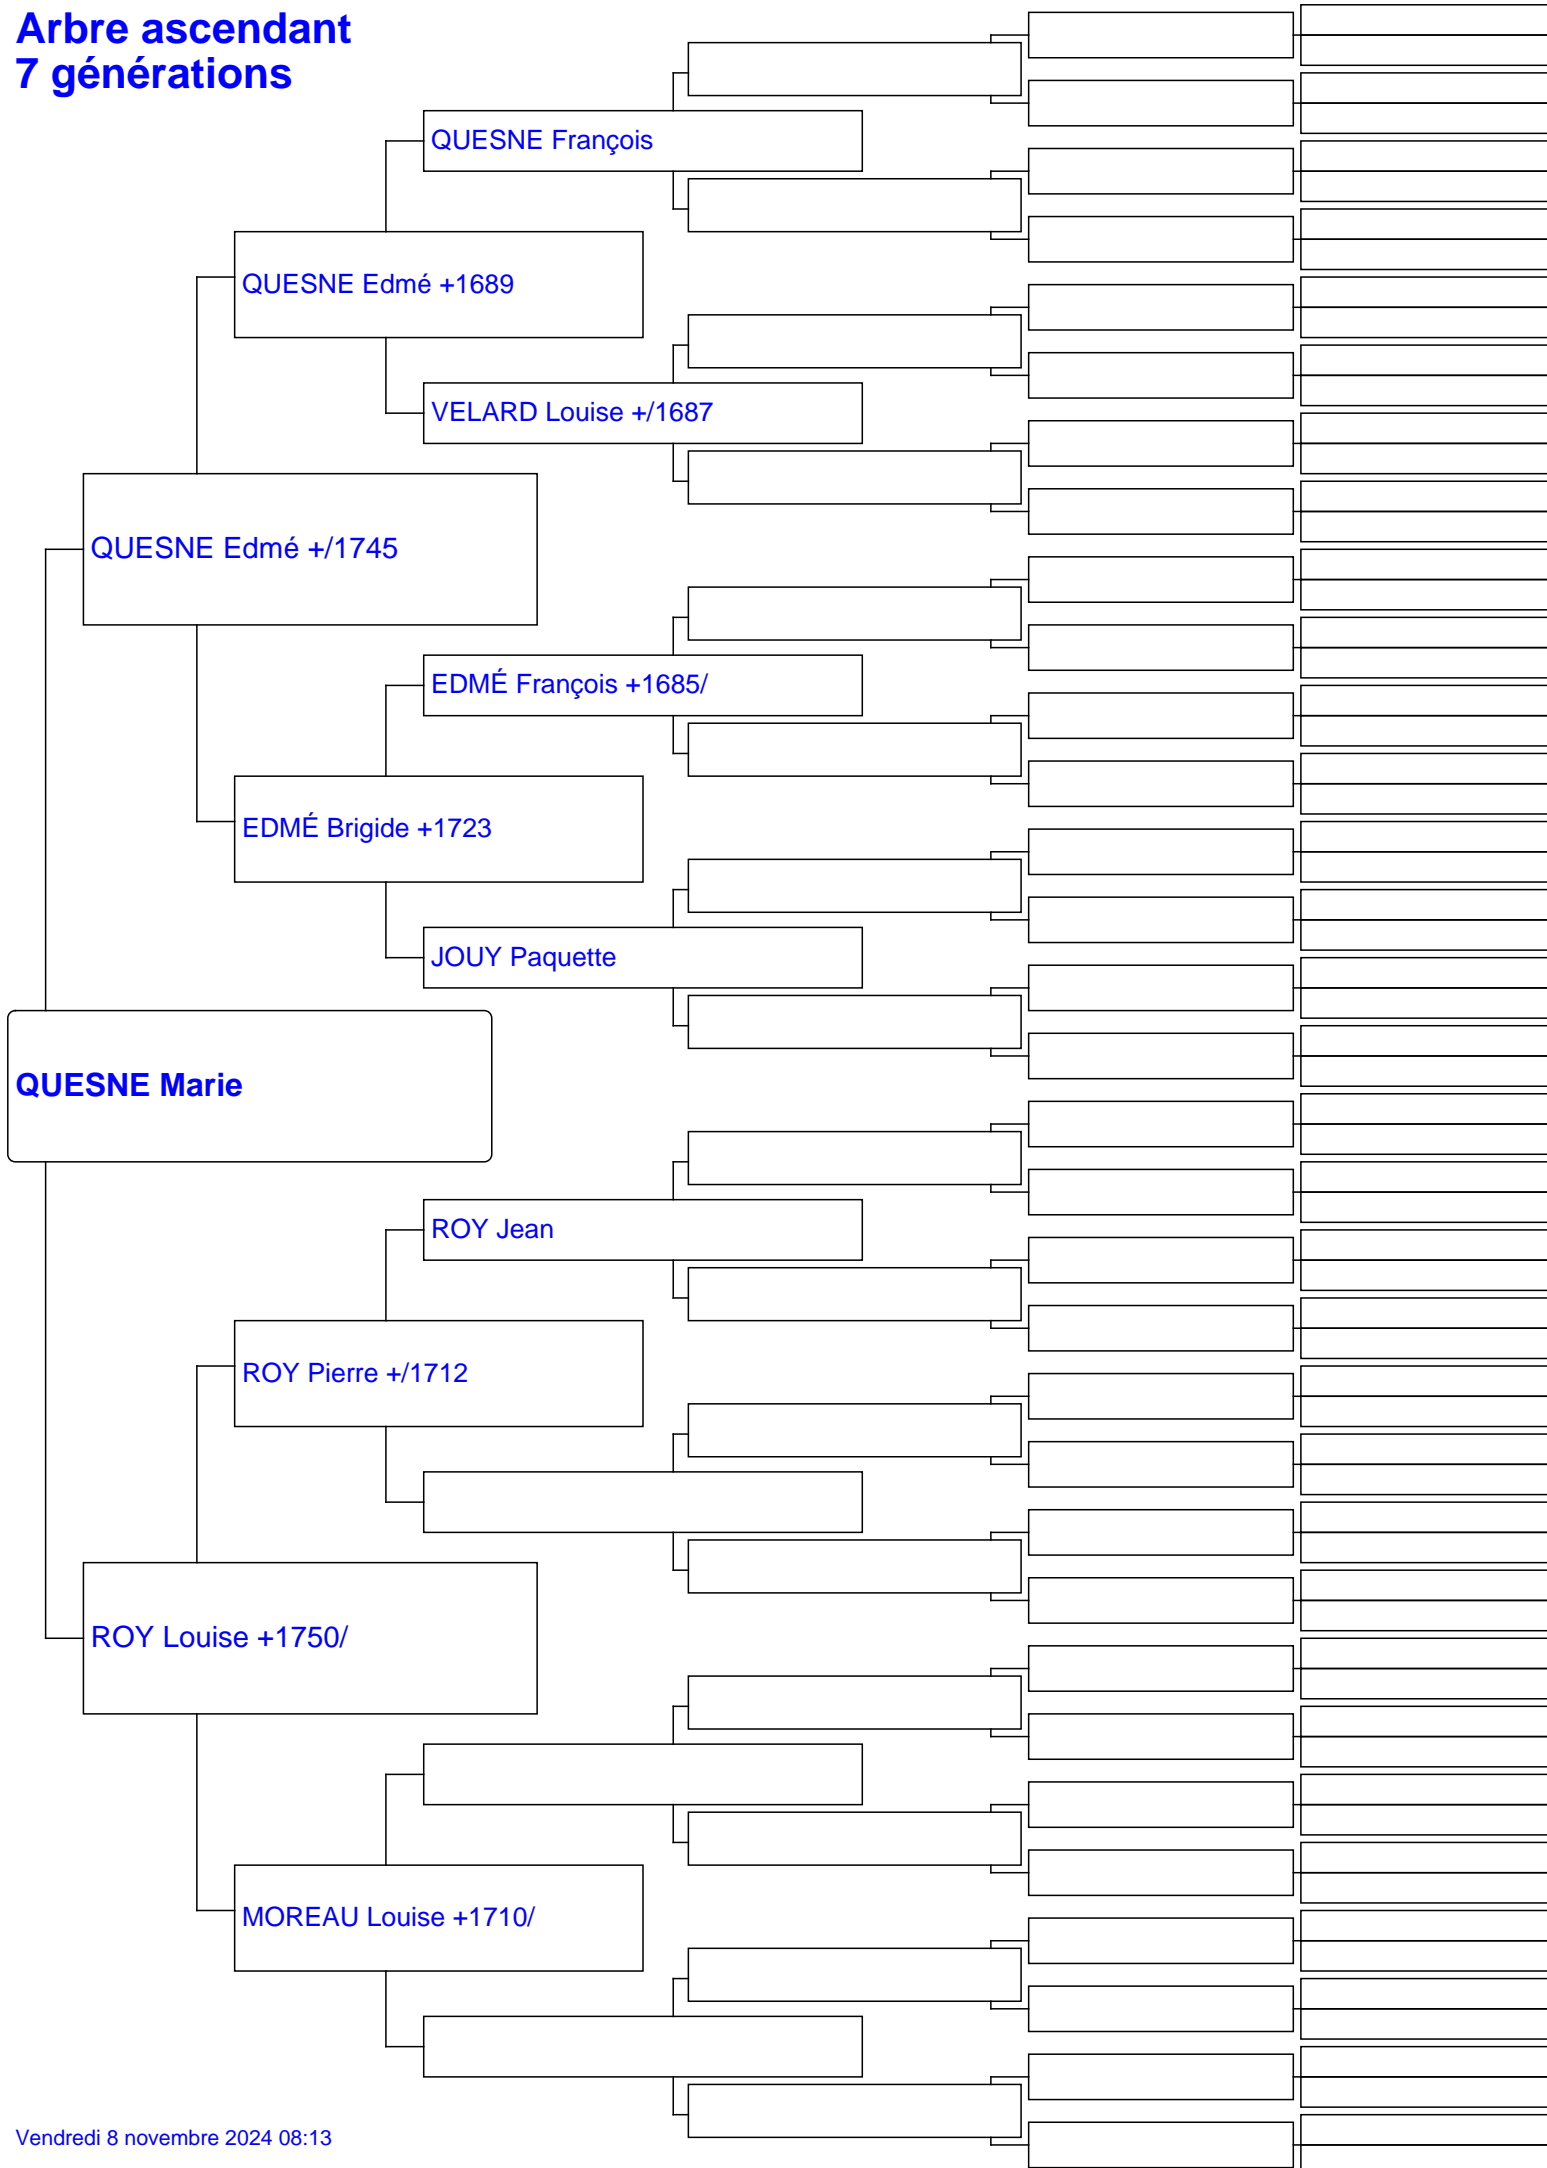 Arbre ascendant
7 générations
QUESNE François
QUESNE Edmé +1689
VELARD Louise +/1687
QUESNE Edmé +/1745
EDMÉ François +1685/
EDMÉ Brigide +1723
JOUY Paquette
QUESNE Marie
ROY Jean
ROY Pierre +/1712
ROY Louise +1750/
MOREAU Louise +1710/
Vendredi 8 novembre 2024 08:13